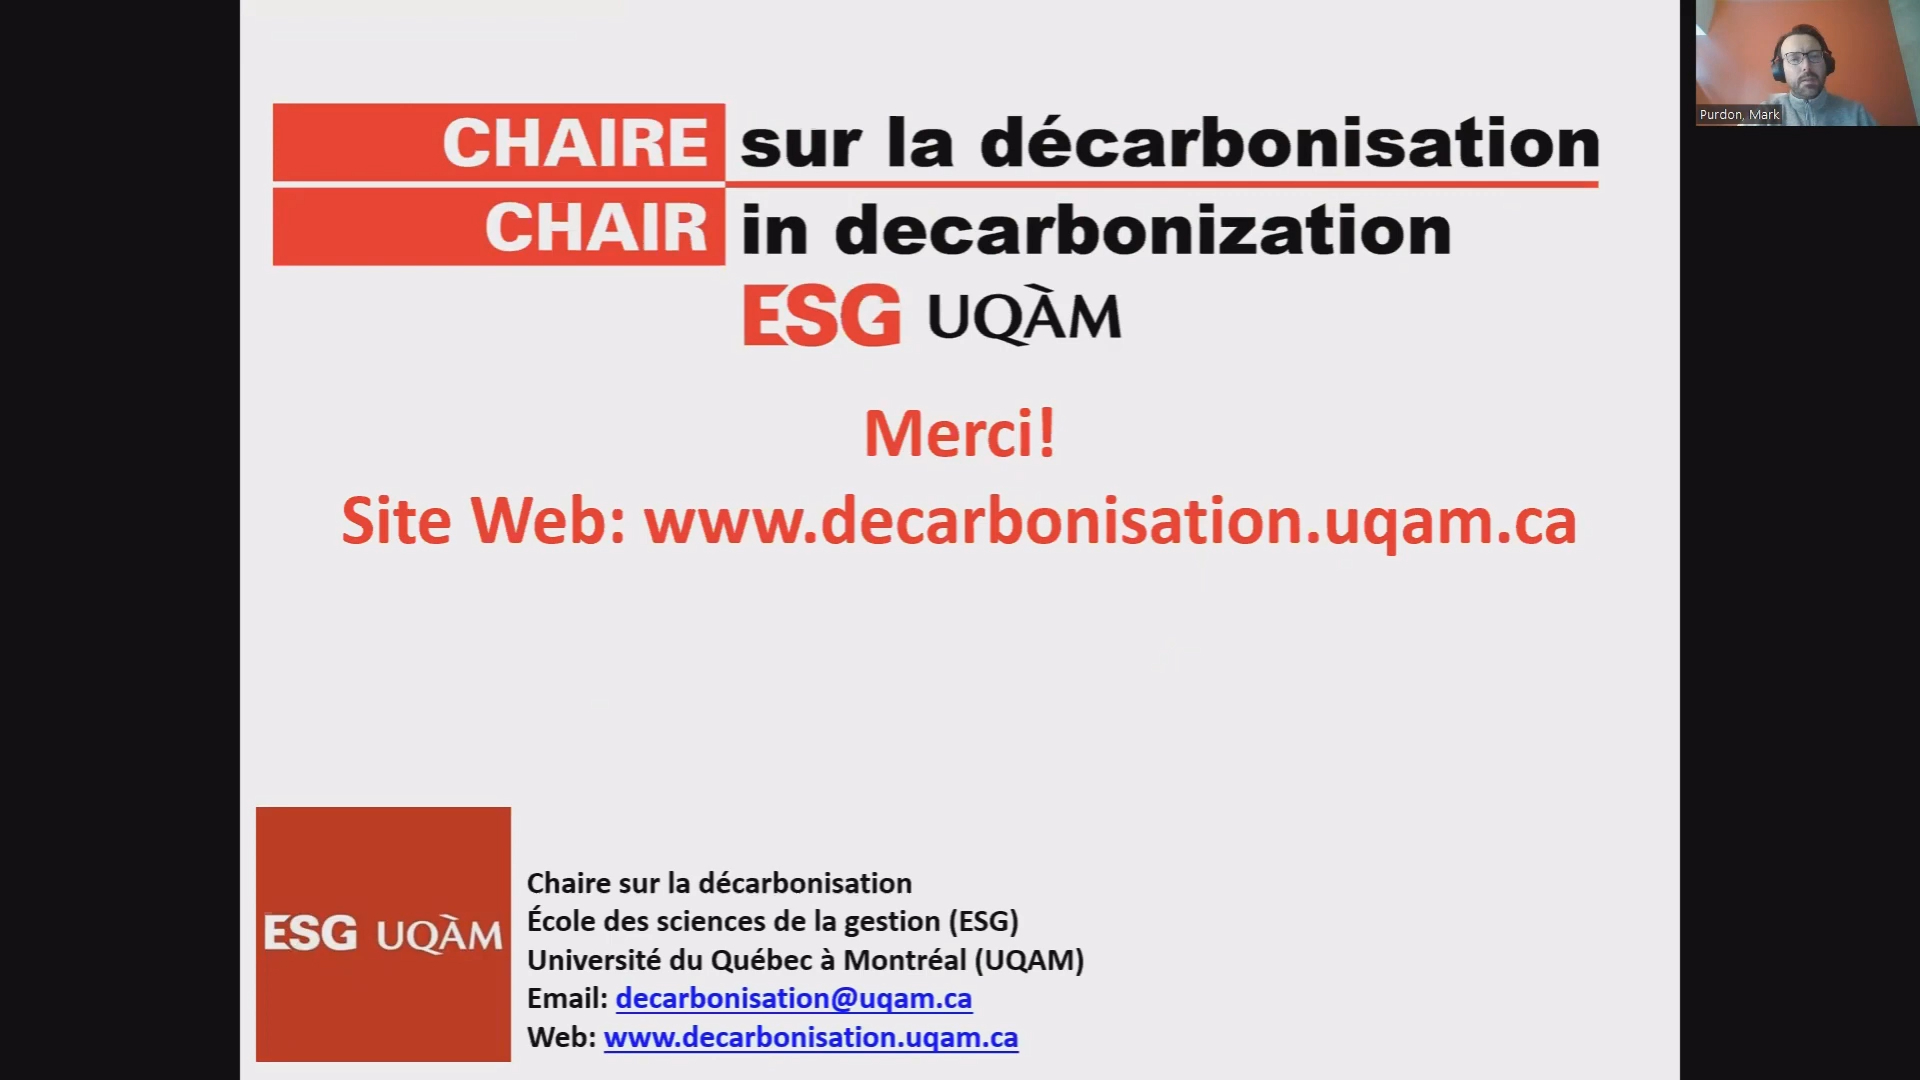 CHAIRE sur la décarbonisation
CHAIR in decarbonization
ESG UQÀM
Merci!
Site Web: www.decarbonisation.uqam.ca
ESG UQÀM
Chaire sur la décarbonisation
École des sciences de la gestion (ESG)
Université du Québec à Montréal (UQAM)
Email: decarbonisation@uqam.ca
Web: www.decarbonisation.uqam.ca
Purdon, Mark